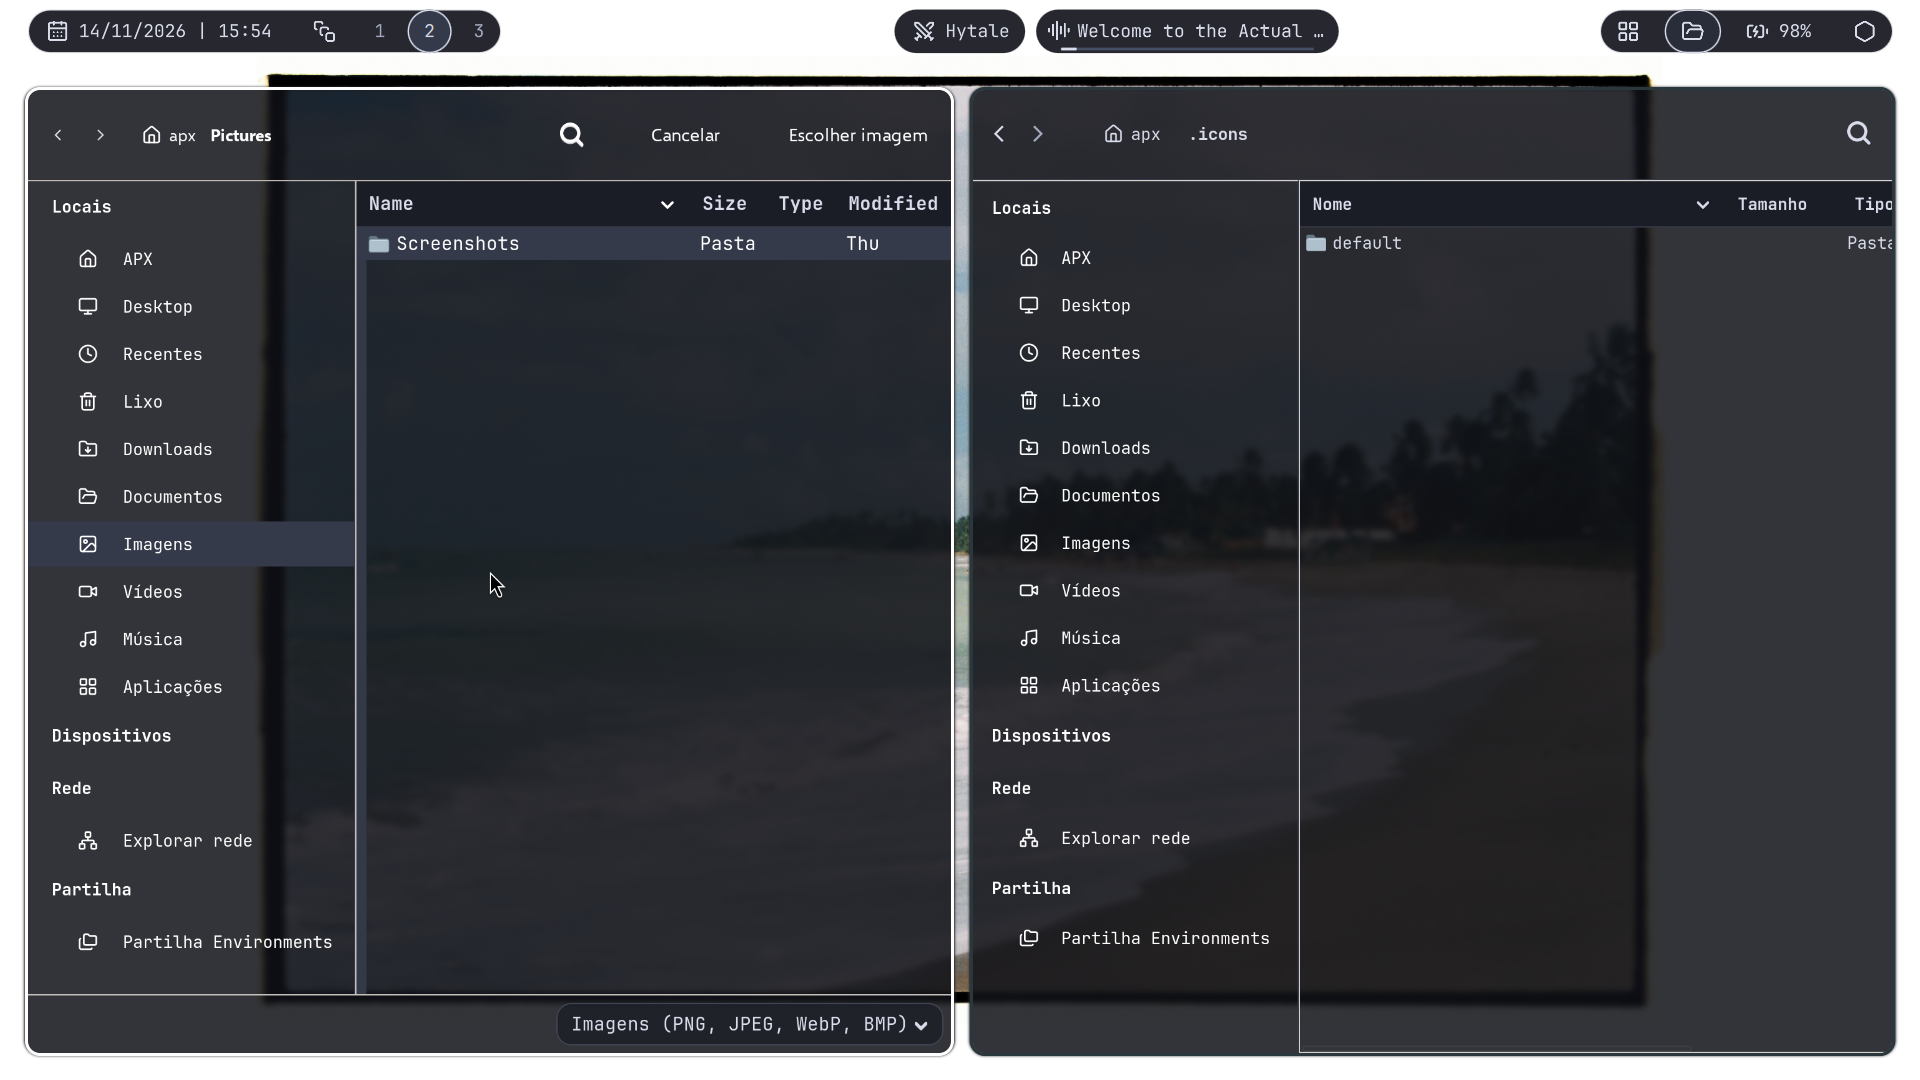 14/11/2026 | 15:54
1 2 3
Hytale
Welcome to the Actual …
98%
apx Pictures
Cancelar
Escolher imagem
Locais
APX
Desktop
Recentes
Lixo
Downloads
Documentos
Imagens
Vídeos
Música
Aplicações
Dispositivos
Rede
Explorar rede
Partilha
Partilha Environments
Name Size Type Modified
Screenshots Pasta Thu
Imagens (PNG, JPEG, WebP, BMP)
apx .icons
Locais
APX
Desktop
Recentes
Lixo
Downloads
Documentos
Imagens
Vídeos
Música
Aplicações
Dispositivos
Rede
Explorar rede
Partilha
Partilha Environments
Nome Tamanho Tipo
default Pasta